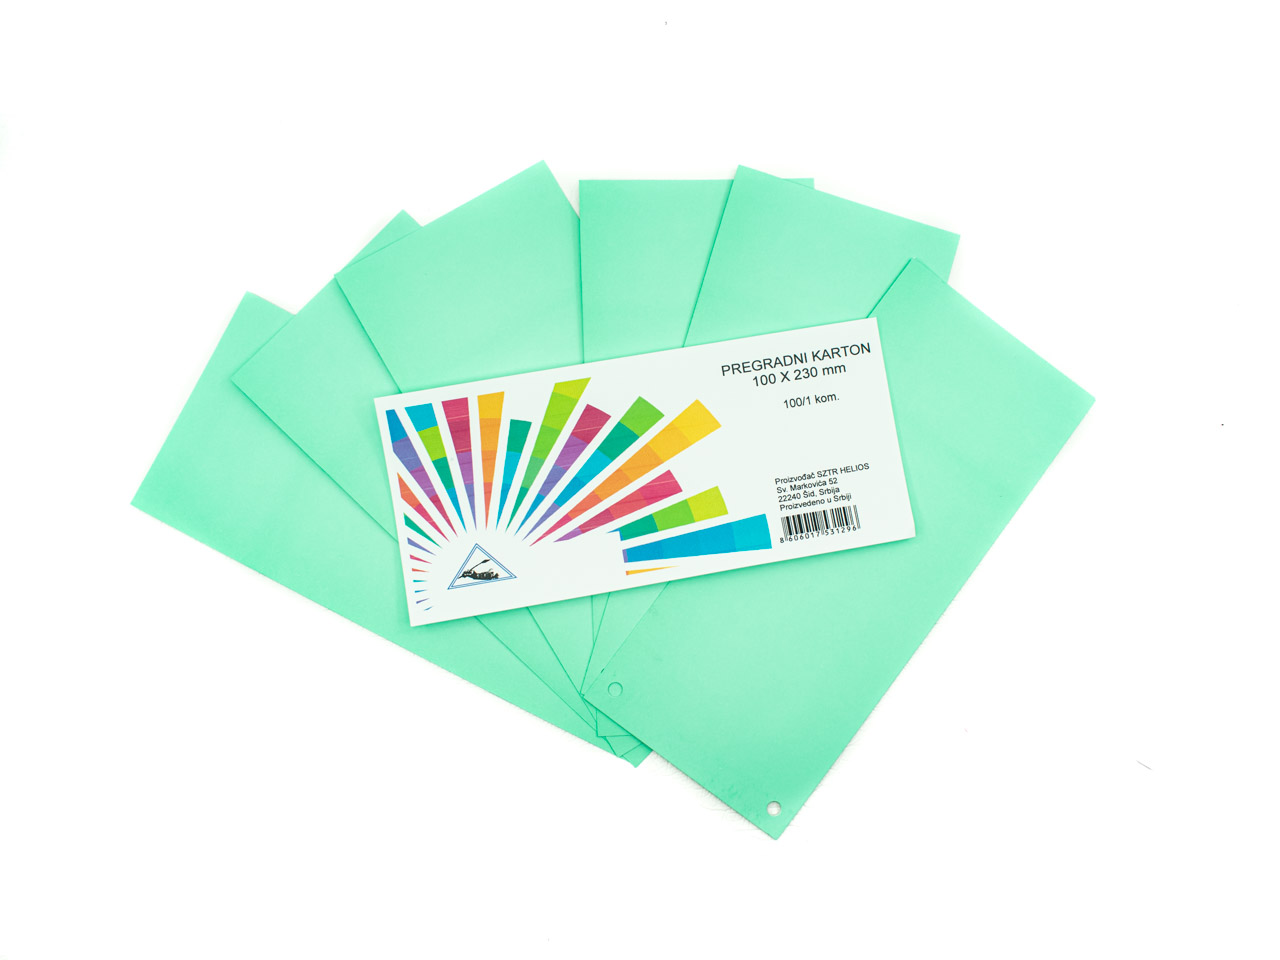 PREGRADNI KARTON
100 X 230 mm
100/1 kom.
Proizvođač SZTR HELIOS
Sv. Markovića 52
22240 Šid, Srbija
Proizvedeno u Srbiji
8 606017 531296